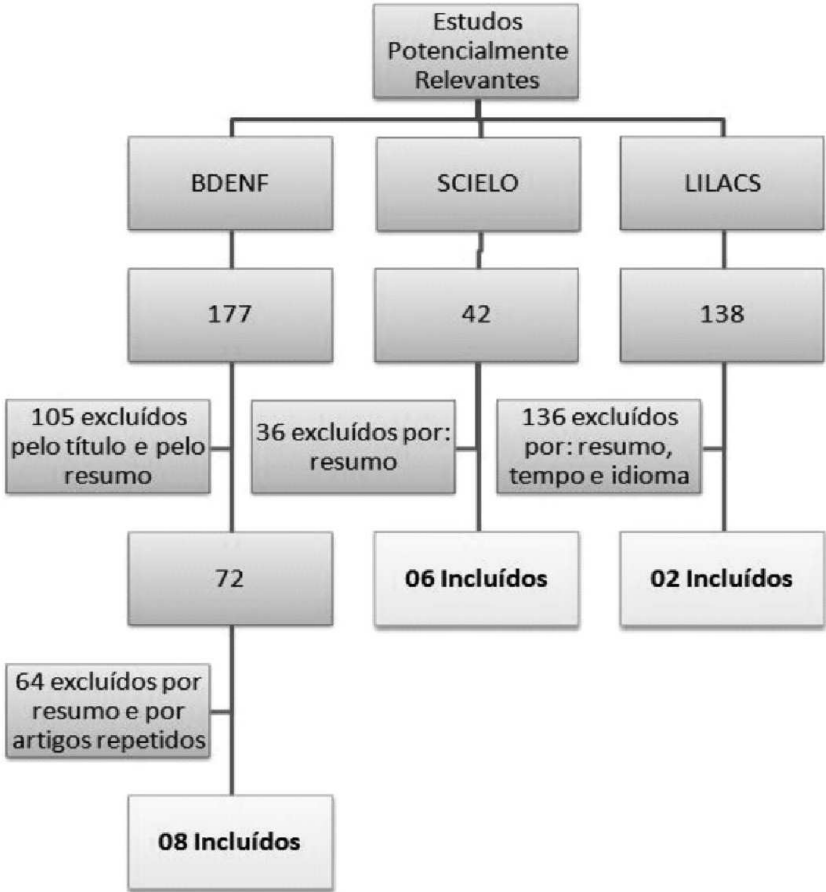 Estudos
Potencialmente
Relevantes
BDENF
SCIELO
LILACS
177
42
138
105 excluídos
pelo título e pelo
resumo
36 excluídos por:
resumo
136 excluídos
por: resumo,
tempo e idioma
72
06 Incluídos
02 Incluídos
64 excluídos por
resumo e por
artigos repetidos
08 Incluídos